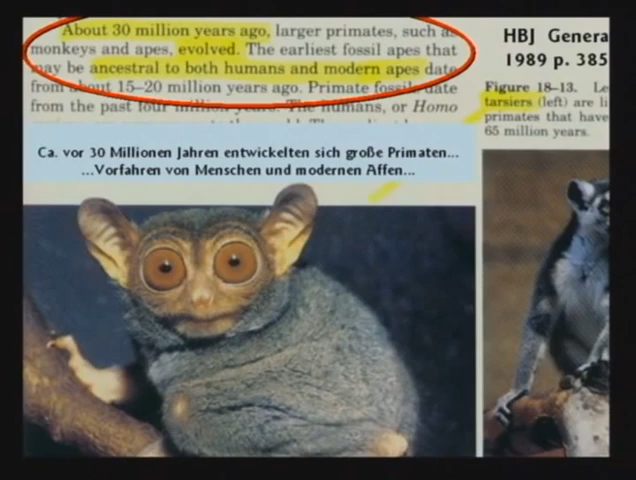 About 30 million years ago, larger primates, such as
monkeys and apes, evolved. The earliest fossil apes that
may be ancestral to both humans and modern apes date
from about 15–20 million years ago. Primate fossils date
from the past four million years. The humans, or Homo
Ca. vor 30 Millionen Jahren entwickelten sich große Primaten...
...Vorfahren von Menschen und modernen Affen...
HBJ Genera
1989 p. 385
Figure 18–13. Le
tarsiers (left) are li
primates that have
65 million years.